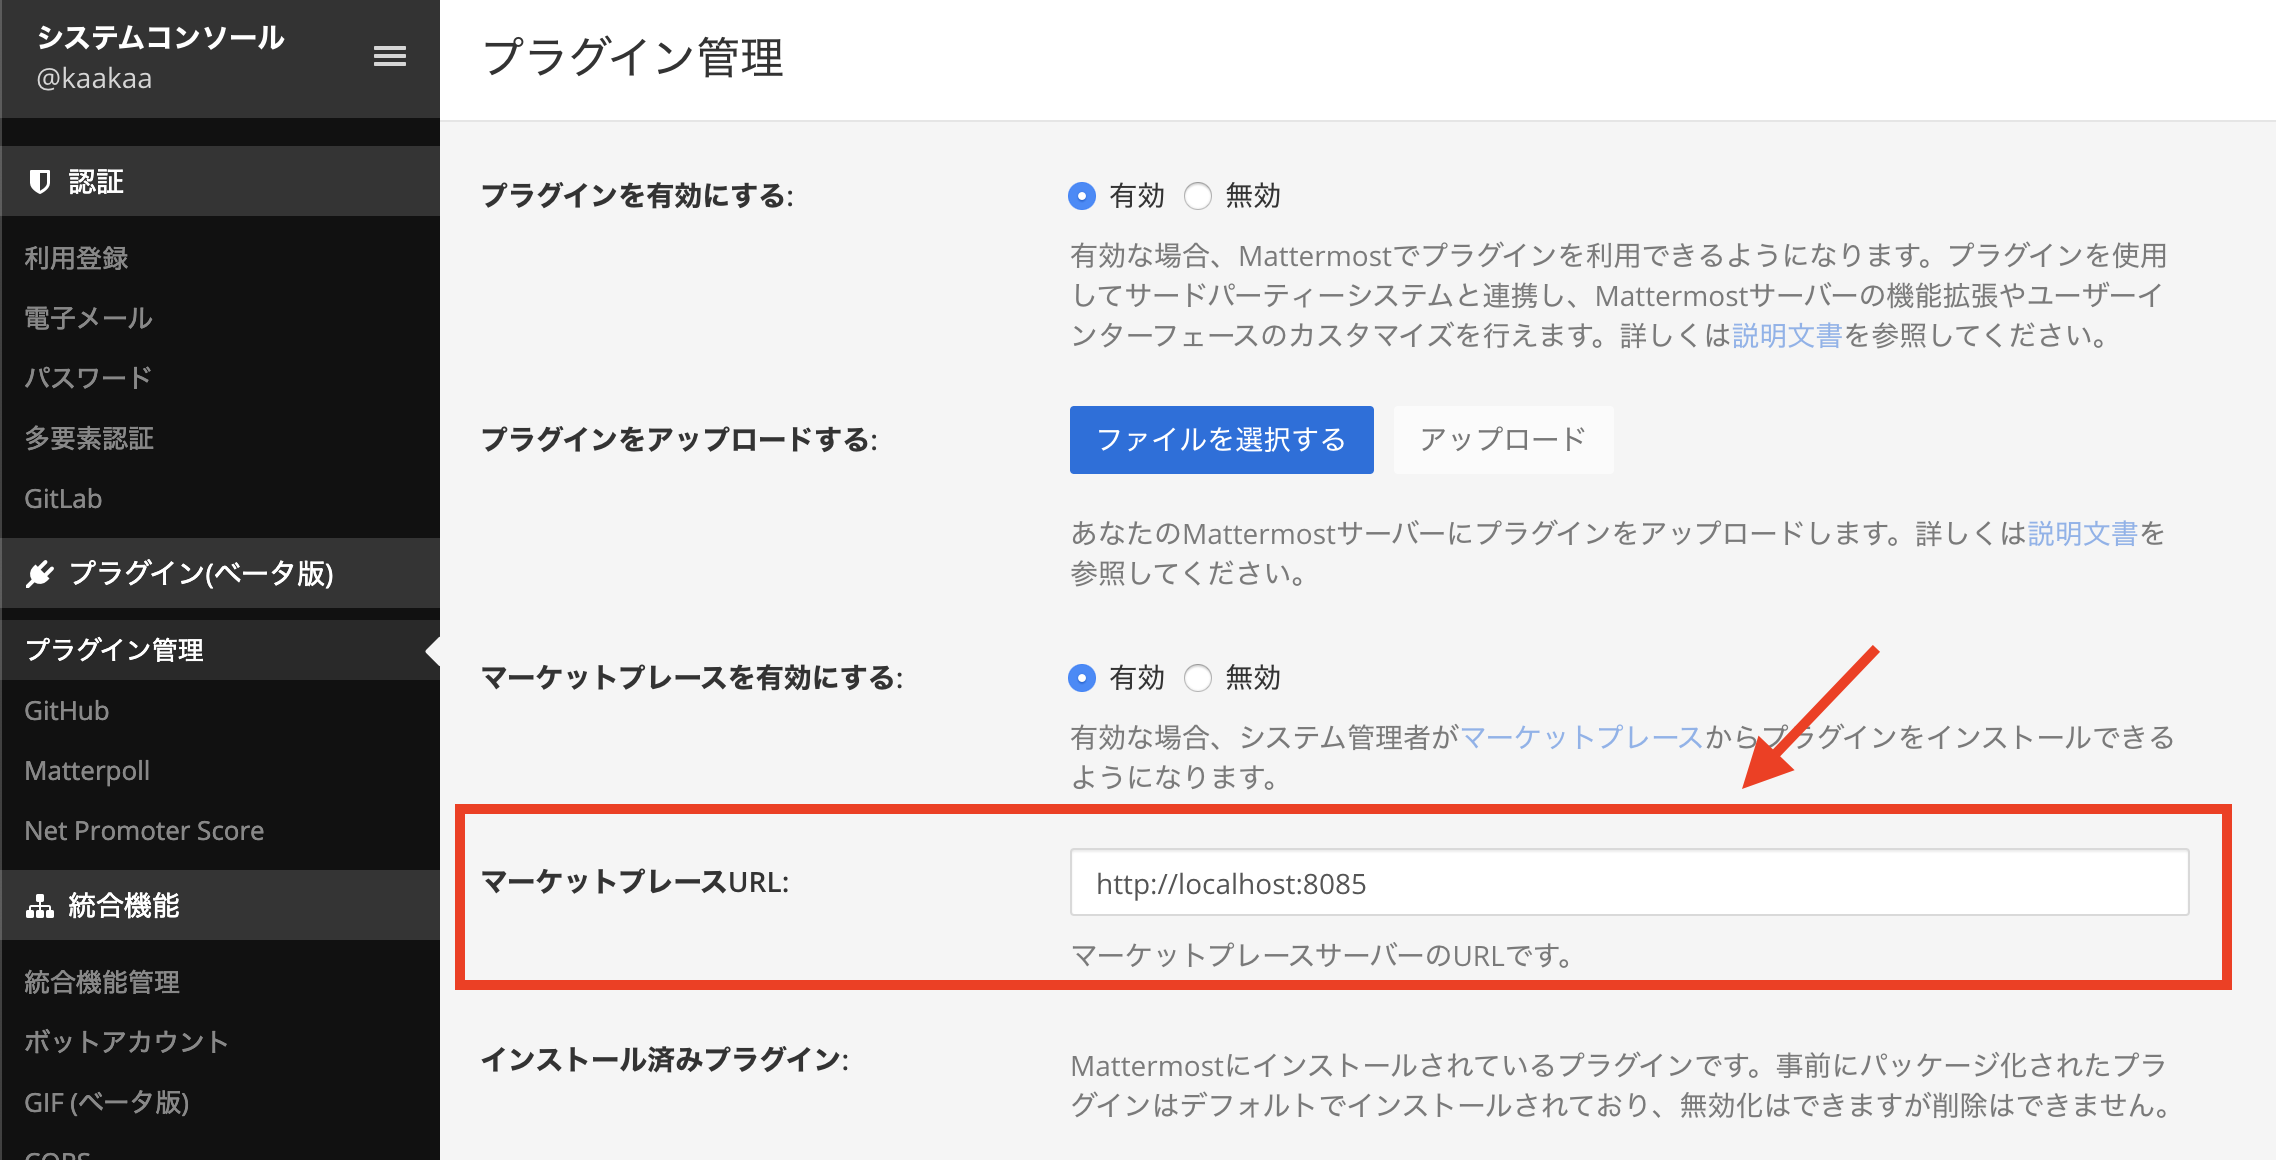 システムコンソール
@kaakaa
認証
利用登録
電子メール
パスワード
多要素認証
GitLab
プラグイン(ベータ版)
プラグイン管理
GitHub
Matterpoll
Net Promoter Score
統合機能
統合機能管理
ボットアカウント
GIF (ベータ版)
CORS
プラグイン管理
プラグインを有効にする:
有効 無効
有効な場合、Mattermostでプラグインを利用できるようになります。プラグインを使用
してサードパーティーシステムと連携し、Mattermostサーバーの機能拡張やユーザーイ
ンターフェースのカスタマイズを行えます。詳しくは説明文書を参照してください。
プラグインをアップロードする:
ファイルを選択する アップロード
あなたのMattermostサーバーにプラグインをアップロードします。詳しくは説明文書を
参照してください。
マーケットプレースを有効にする:
有効 無効
有効な場合、システム管理者がマーケットプレースからプラグインをインストールできる
ようになります。
マーケットプレースURL:
http://localhost:8085
マーケットプレースサーバーのURLです。
インストール済みプラグイン:
Mattermostにインストールされているプラグインです。事前にパッケージ化されたプラ
グインはデフォルトでインストールされており、無効化はできますが削除はできません。